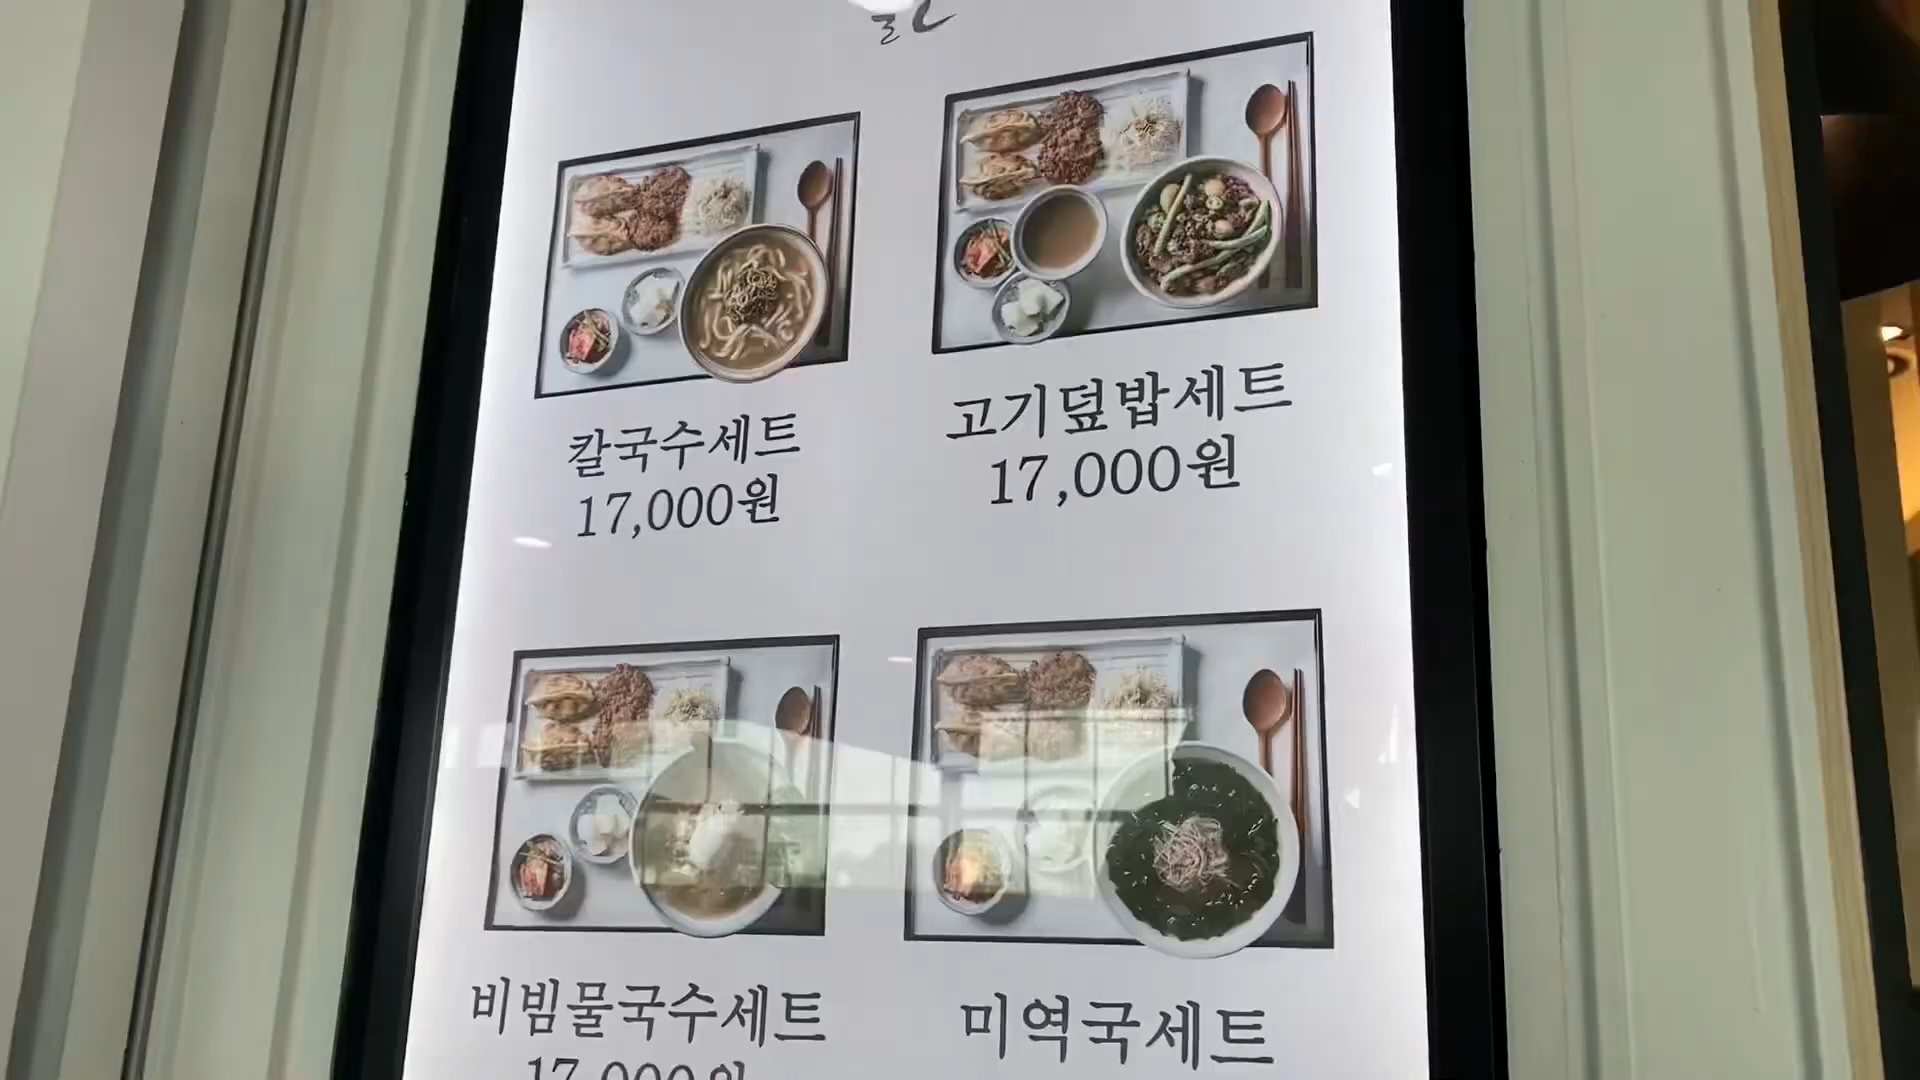 칼국수세트
17,000원
고기덮밥세트
17,000원
비빔물국수세트
17,000원
미역국세트